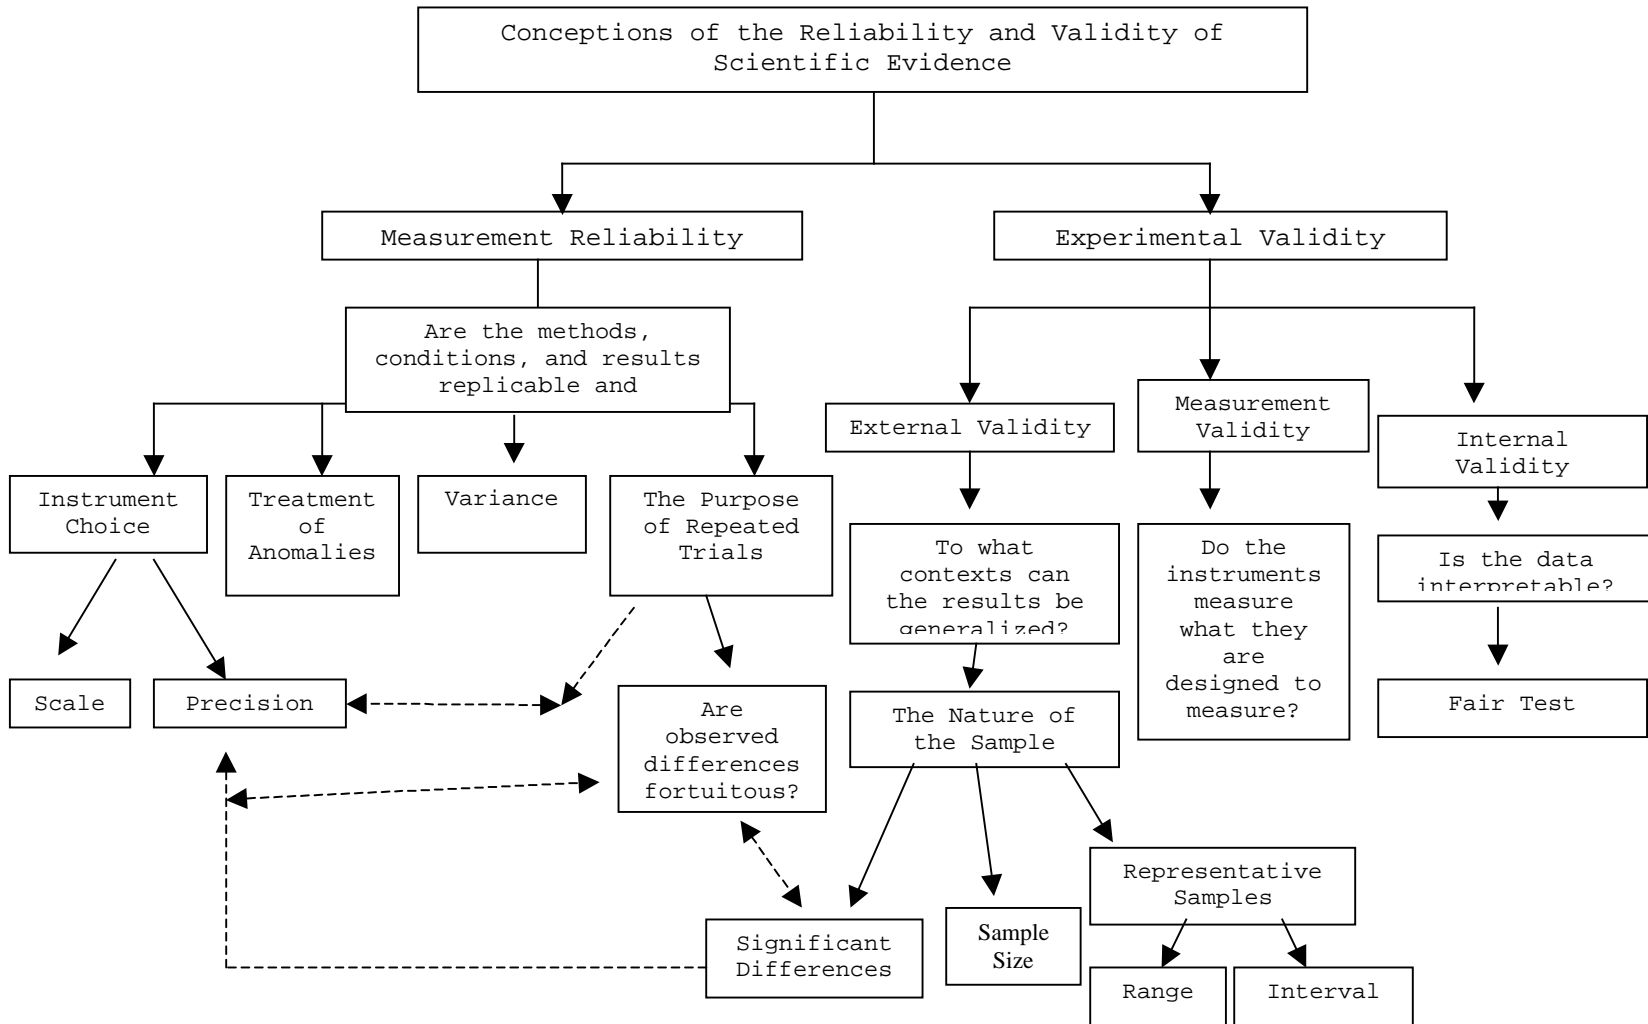 Conceptions of the Reliability and Validity of
Scientific Evidence
Measurement Reliability
Experimental Validity
Are the methods,
conditions, and results
replicable and
External Validity
Measurement
Validity
Internal
Validity
Instrument
Choice
Treatment
of
Anomalies
Variance
The Purpose
of Repeated
Trials
To what
contexts can
the results be
generalized?
Do the
instruments
measure
what they
are
designed to
measure?
Is the data
interpretable?
Scale
Precision
Are
observed
differences
fortuitous?
The Nature of
the Sample
Fair Test
Representative
Samples
Significant
Differences
Sample
Size
Range
Interval